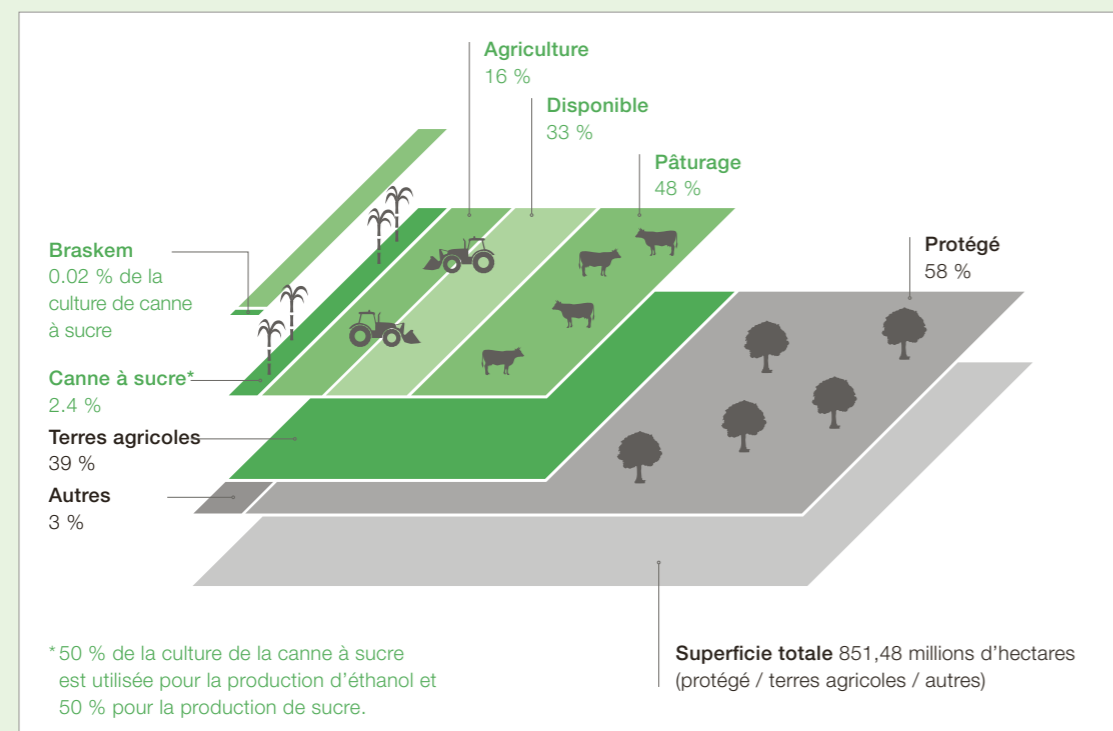 Agriculture
16 %
Disponible
33 %
Pâturage
48 %
Protégé
58 %
Braskem
0.02 % de la
culture de canne
à sucre
Canne à sucre*
2.4 %
Terres agricoles
39 %
Autres
3 %
*50 % de la culture de la canne à sucre
est utilisée pour la production d’éthanol et
50 % pour la production de sucre.
Superficie totale 851,48 millions d’hectares
(protégé / terres agricoles / autres)